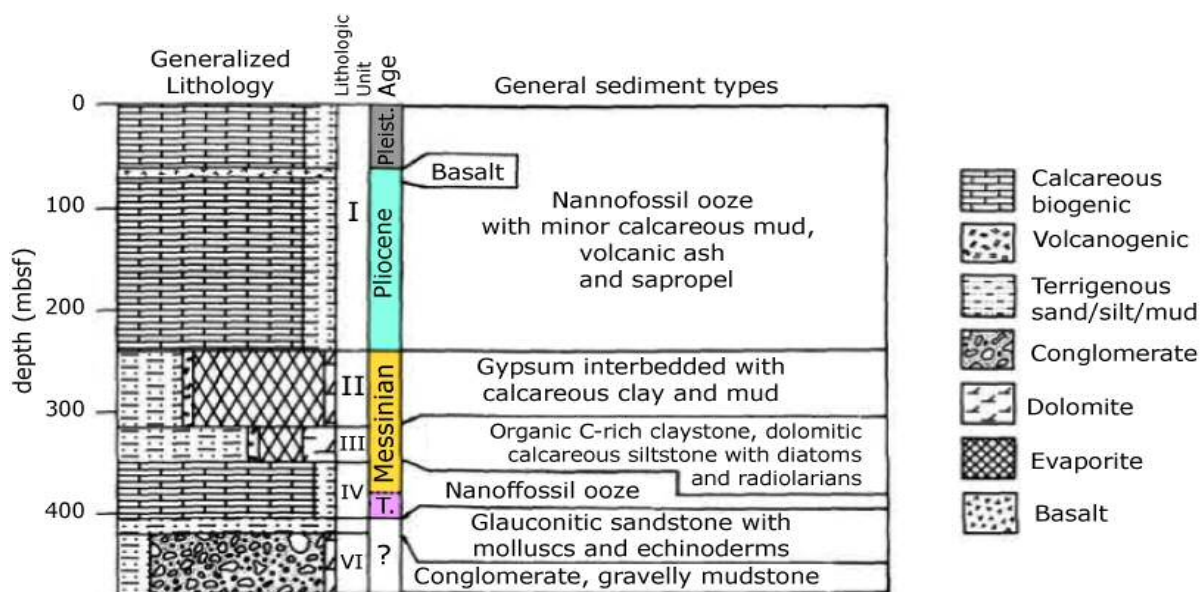 Generalized
Lithology
Lithologic
Unit
Age
General sediment types
depth (mbsf)
0
100
200
300
400
I
II
III
IV
VI
Pleist.
Pliocene
Messinian
T.
?
Basalt
Nannofossil ooze
with minor calcareous mud,
volcanic ash
and sapropel
Gypsum interbedded with
calcareous clay and mud
Organic C-rich claystone, dolomitic
calcareous siltstone with diatoms
and radiolarians
Nanoffossil ooze
Glauconitic sandstone with
molluscs and echinoderms
Conglomerate, gravelly mudstone
Calcareous
biogenic
Volcanogenic
Terrigenous
sand/silt/mud
Conglomerate
Dolomite
Evaporite
Basalt